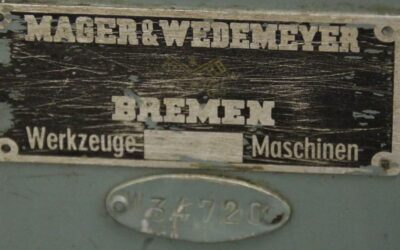 MAGER&WEDEMEYER
BREMEN
Werkzeuge Maschinen
34720